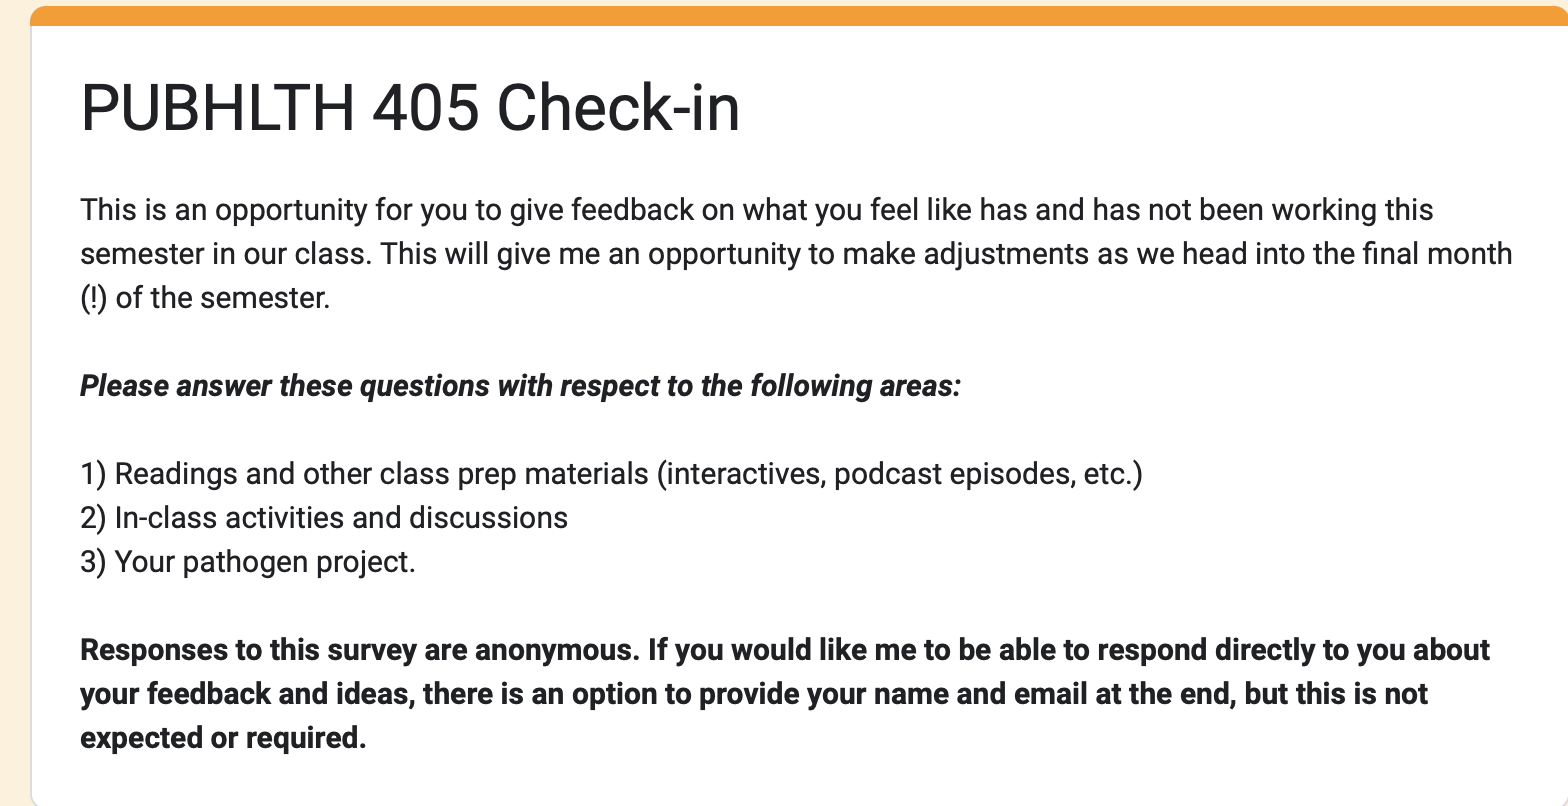 PUBHLTH 405 Check-in
This is an opportunity for you to give feedback on what you feel like has and has not been working this
semester in our class. This will give me an opportunity to make adjustments as we head into the final month
(!) of the semester.
Please answer these questions with respect to the following areas:
1) Readings and other class prep materials (interactives, podcast episodes, etc.)
2) In-class activities and discussions
3) Your pathogen project.
Responses to this survey are anonymous. If you would like me to be able to respond directly to you about
your feedback and ideas, there is an option to provide your name and email at the end, but this is not
expected or required.